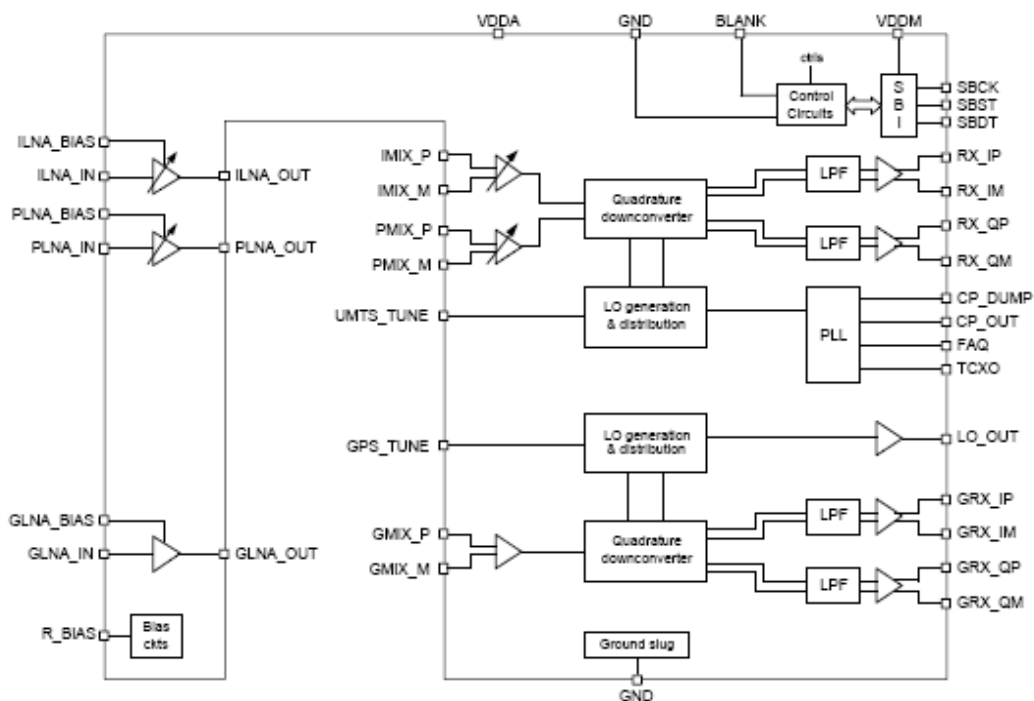 VDDA
GND
BLANK
VDDM
ctrls
Control
Circuits
S
B
I
SBCK
SBST
SBDT
ILNA_BIAS
ILNA_IN
PLNA_BIAS
PLNA_IN
ILNA_OUT
PLNA_OUT
IMIX_P
IMIX_M
PMIX_P
PMIX_M
Quadrature
downconverter
LPF
LPF
RX_IP
RX_IM
RX_QP
RX_QM
UMTS_TUNE
LO generation
& distribution
PLL
CP_DUMP
CP_OUT
FAQ
TCXO
GPS_TUNE
LO generation
& distribution
LO_OUT
GLNA_BIAS
GLNA_IN
GLNA_OUT
GMIX_P
GMIX_M
Quadrature
downconverter
LPF
LPF
GRX_IP
GRX_IM
GRX_QP
GRX_QM
R_BIAS
Bias
ckts
Ground slug
GND